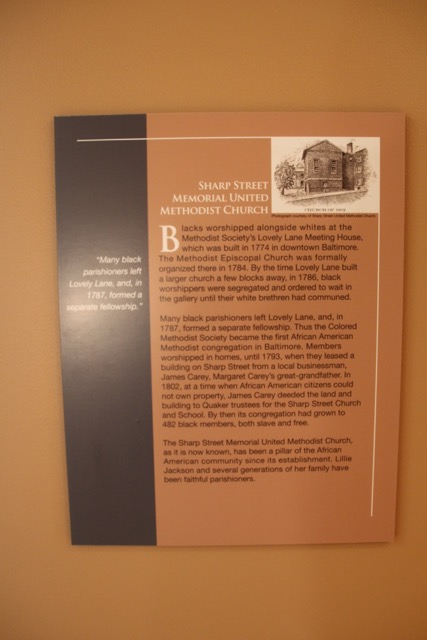 "Many black
parishioners left
Lovely Lane, and, in
1787, formed a
separate fellowship."
SHARP STREET
MEMORIAL UNITED
METHODIST CHURCH
Photograph courtesy of Sharp Street United Methodist Church
Blacks worshipped alongside whites at the
Methodist Society's Lovely Lane Meeting House,
which was built in 1774 in downtown Baltimore.
The Methodist Episcopal Church was formally
organized there in 1784. By the time Lovely Lane built
a larger church a few blocks away, in 1786, black
worshippers were segregated and ordered to wait in
the gallery until their white brethren had communed.
Many black parishioners left Lovely Lane, and, in
1787, formed a separate fellowship. Thus the Colored
Methodist Society became the first African American
Methodist congregation in Baltimore. Members
worshipped in homes, until 1793, when they leased a
building on Sharp Street from a local businessman,
James Carey, Margaret Carey's great-grandfather. In
1802, at a time when African American citizens could
not own property, James Carey deeded the land and
building to Quaker trustees for the Sharp Street Church
and School. By then its congregation had grown to
482 black members, both slave and free.
The Sharp Street Memorial United Methodist Church,
as it is now known, has been a pillar of the African
American community since its establishment. Lillie
Jackson and several generations of her family have
been faithful parishioners.